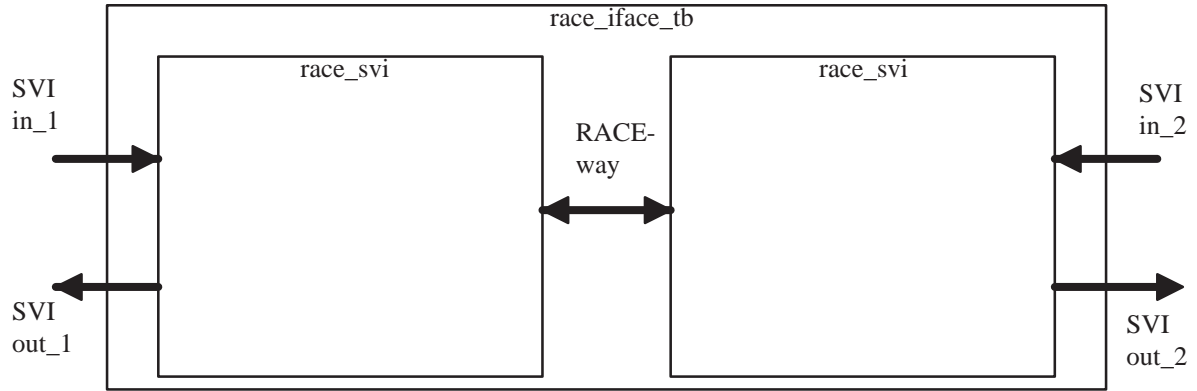 race_iface_tb
race_svi
race_svi
SVI
in_1
RACE-
way
SVI
in_2
SVI
out_1
SVI
out_2